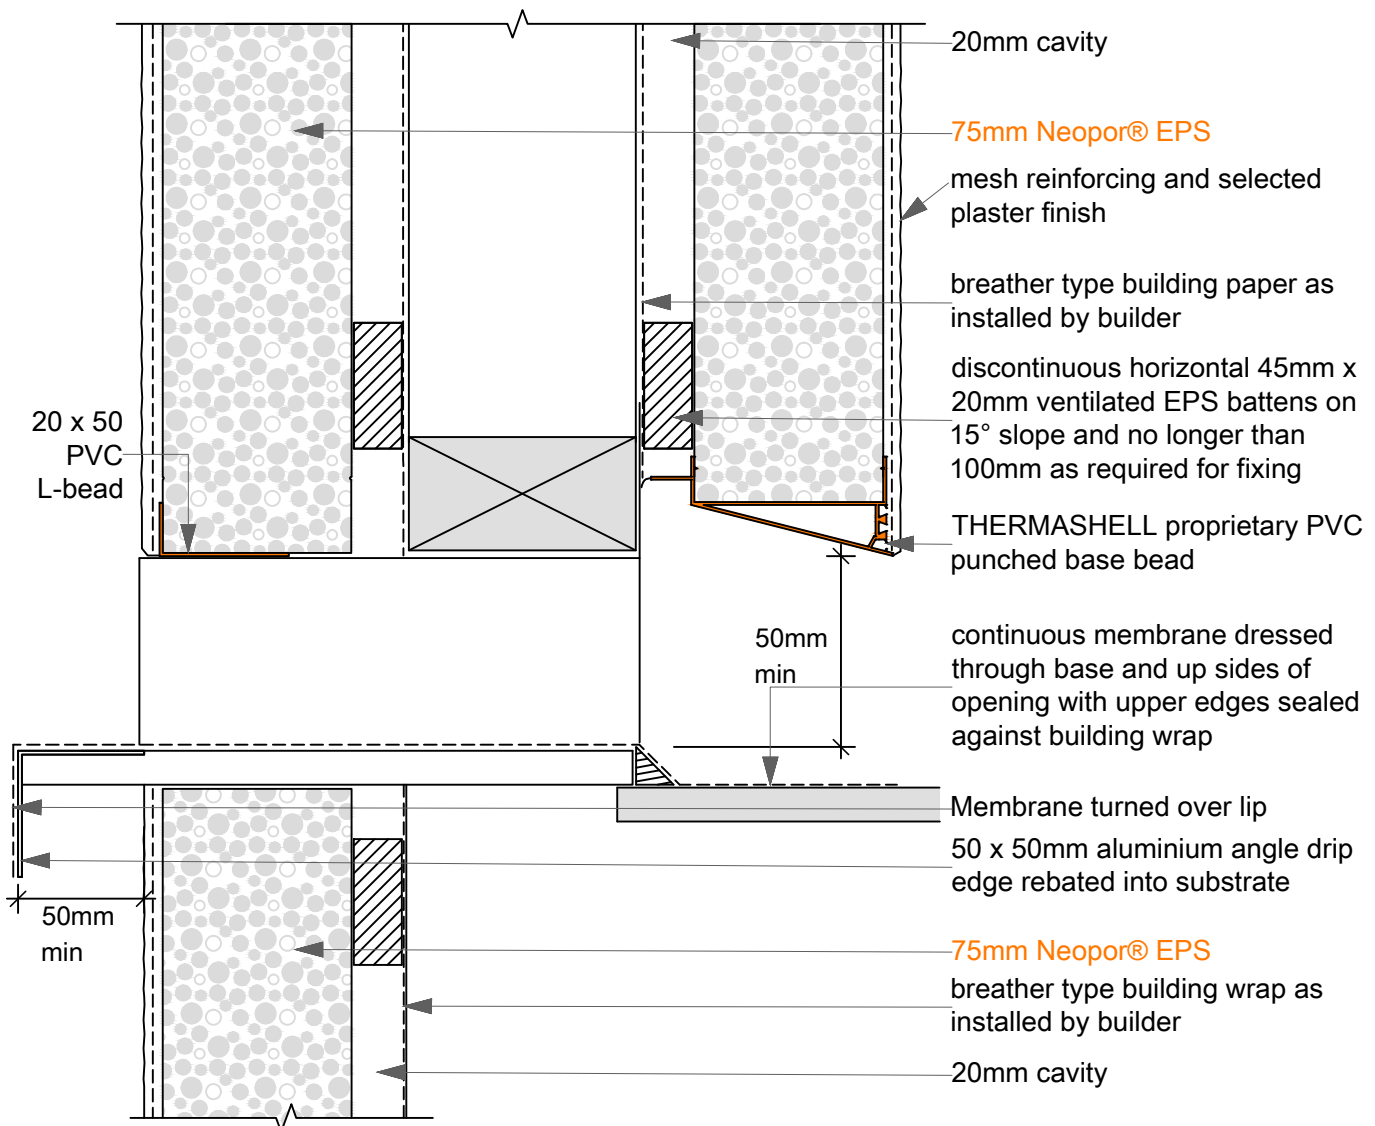 20mm cavity
75mm Neopor® EPS
mesh reinforcing and selected
plaster finish
breather type building paper as
installed by builder
discontinuous horizontal 45mm x
20mm ventilated EPS battens on
15° slope and no longer than
100mm as required for fixing
20 x 50
PVC
L-bead
THERMASHELL proprietary PVC
punched base bead
50mm
min
continuous membrane dressed
through base and up sides of
opening with upper edges sealed
against building wrap
Membrane turned over lip
50 x 50mm aluminium angle drip
edge rebated into substrate
50mm
min
75mm Neopor® EPS
breather type building wrap as
installed by builder
20mm cavity